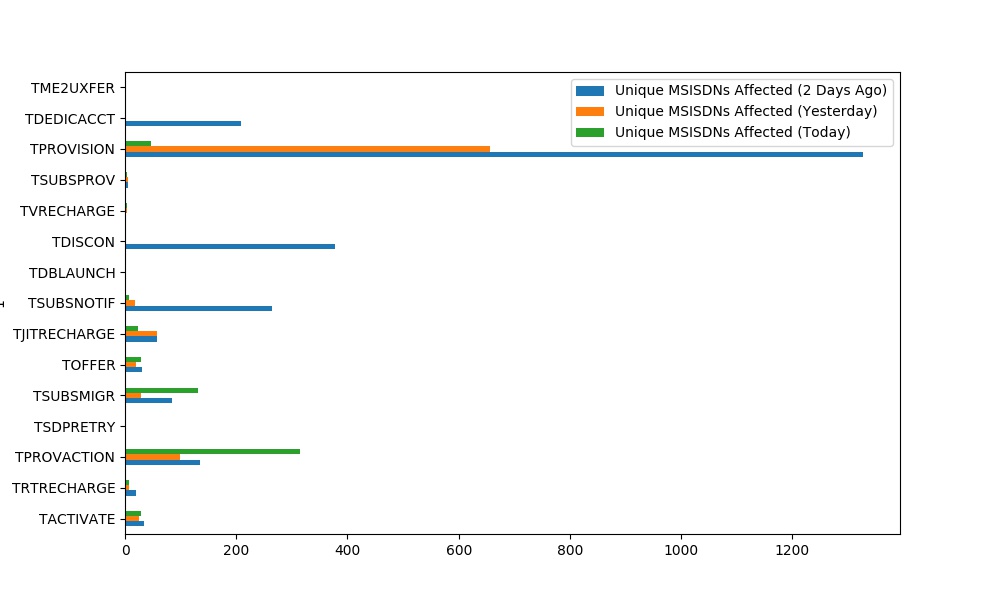 Unique MSISDNs Affected (2 Days Ago)
Unique MSISDNs Affected (Yesterday)
Unique MSISDNs Affected (Today)
TME2UXFER
TDEDICACCT
TPROVISION
TSUBSPROV
TVRECHARGE
TDISCON
TDBLAUNCH
TSUBSNOTIF
TJITRECHARGE
TOFFER
TSUBSMIGR
TSDPRETRY
TPROVACTION
TRTRECHARGE
TACTIVATE
0 200 400 600 800 1000 1200